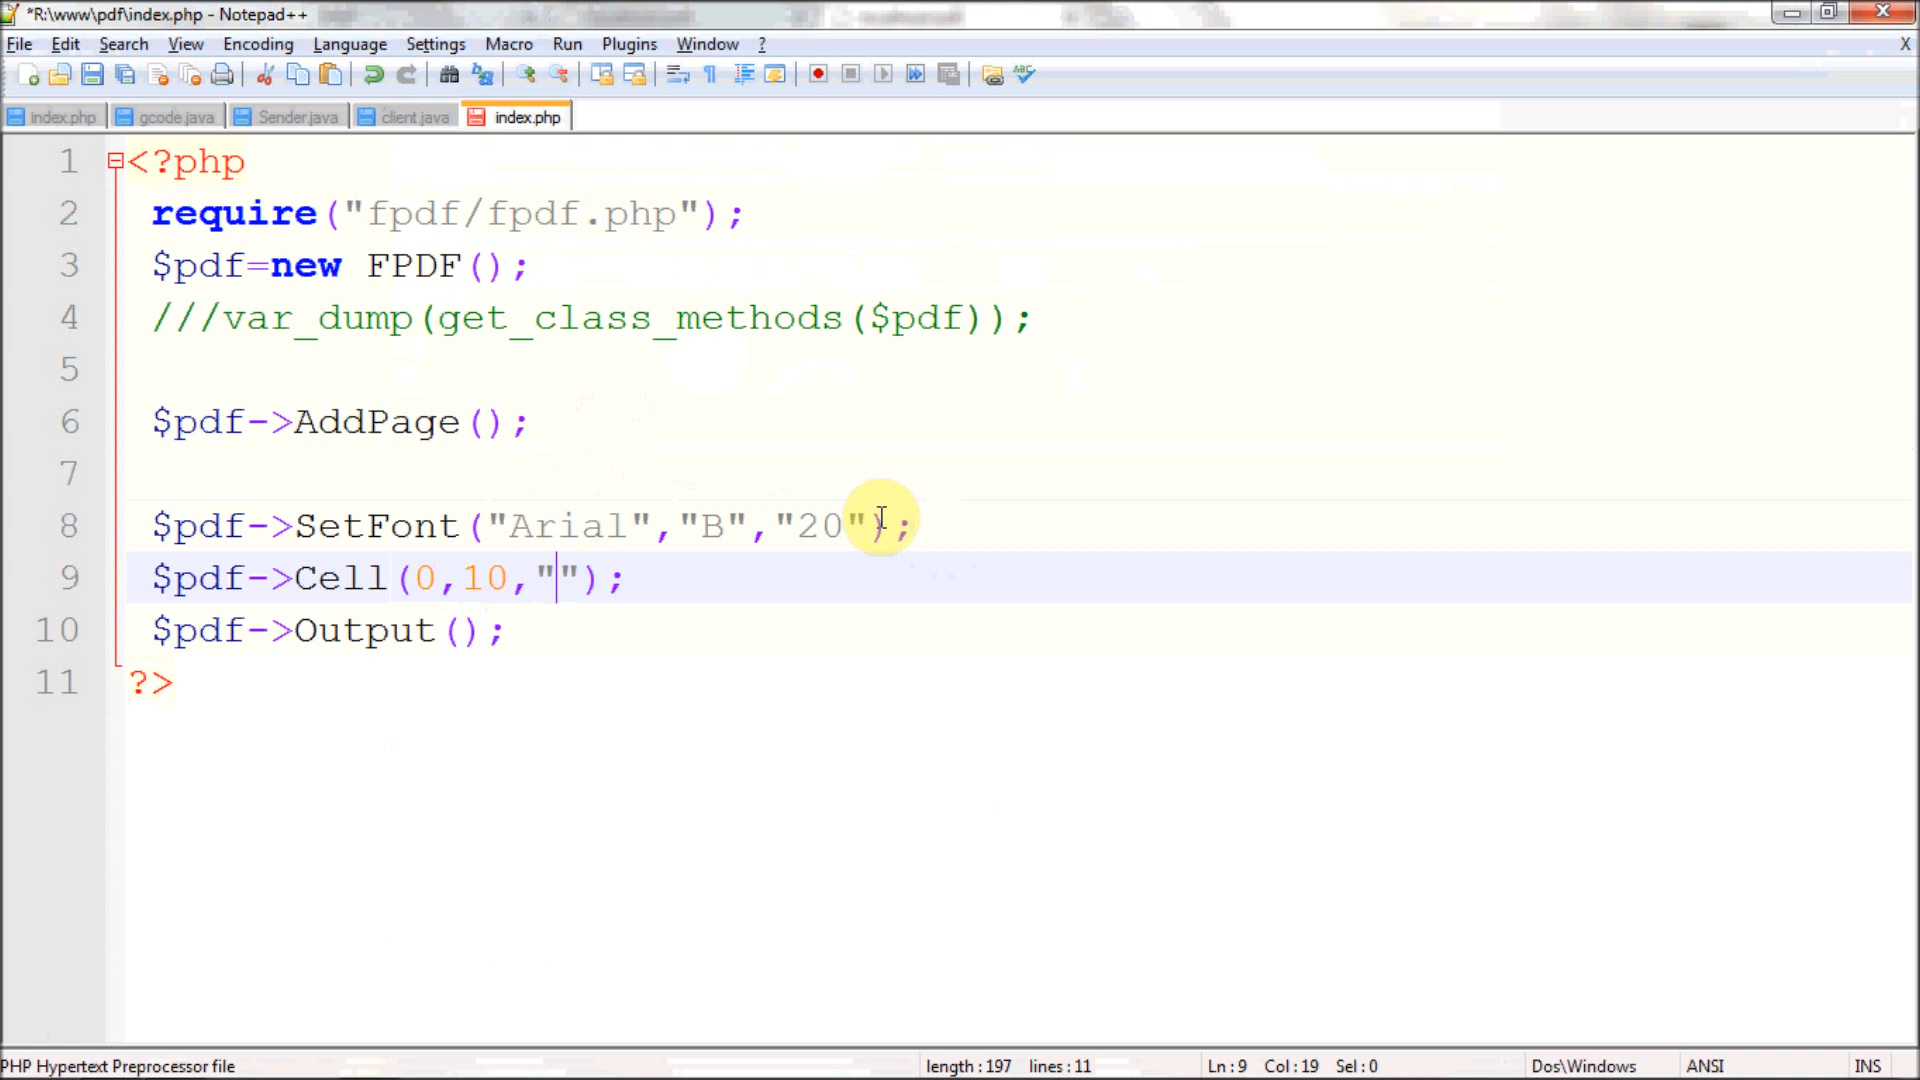 *R:\www\pdf\index.php - Notepad++
File Edit Search View Encoding Language Settings Macro Run Plugins Window ? X
index.php gcode.java Sender.java client.java index.php
1 <?php
2 require("fpdf/fpdf.php");
3 $pdf=new FPDF();
4 ///var_dump(get_class_methods($pdf));
5
6 $pdf->AddPage();
7
8 $pdf->SetFont("Arial","B","20");
9 $pdf->Cell(0,10,"");
10 $pdf->Output();
11 ?>
PHP Hypertext Preprocessor file length : 197 lines : 11 Ln : 9 Col : 19 Sel : 0 Dos\Windows ANSI INS